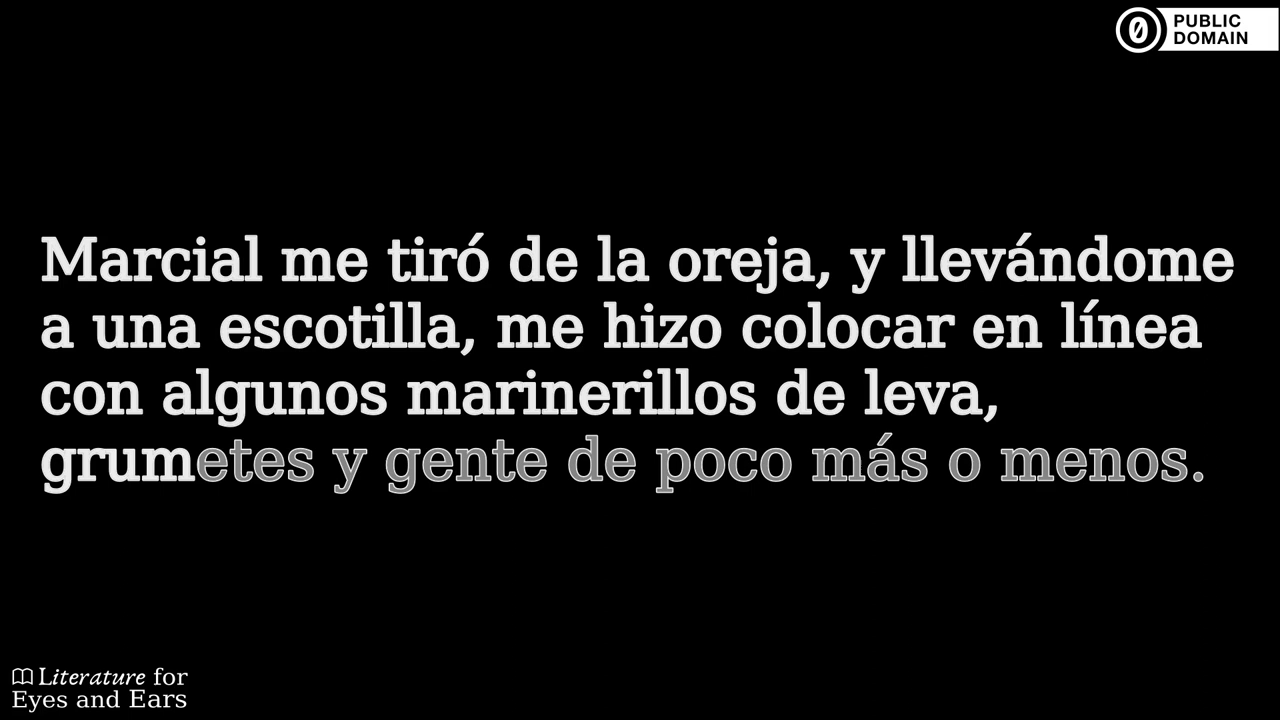 PUBLIC
DOMAIN
Marcial me tiró de la oreja, y llevándome
a una escotilla, me hizo colocar en línea
con algunos marinerillos de leva,
grumetes y gente de poco más o menos.
Literature for
Eyes and Ears